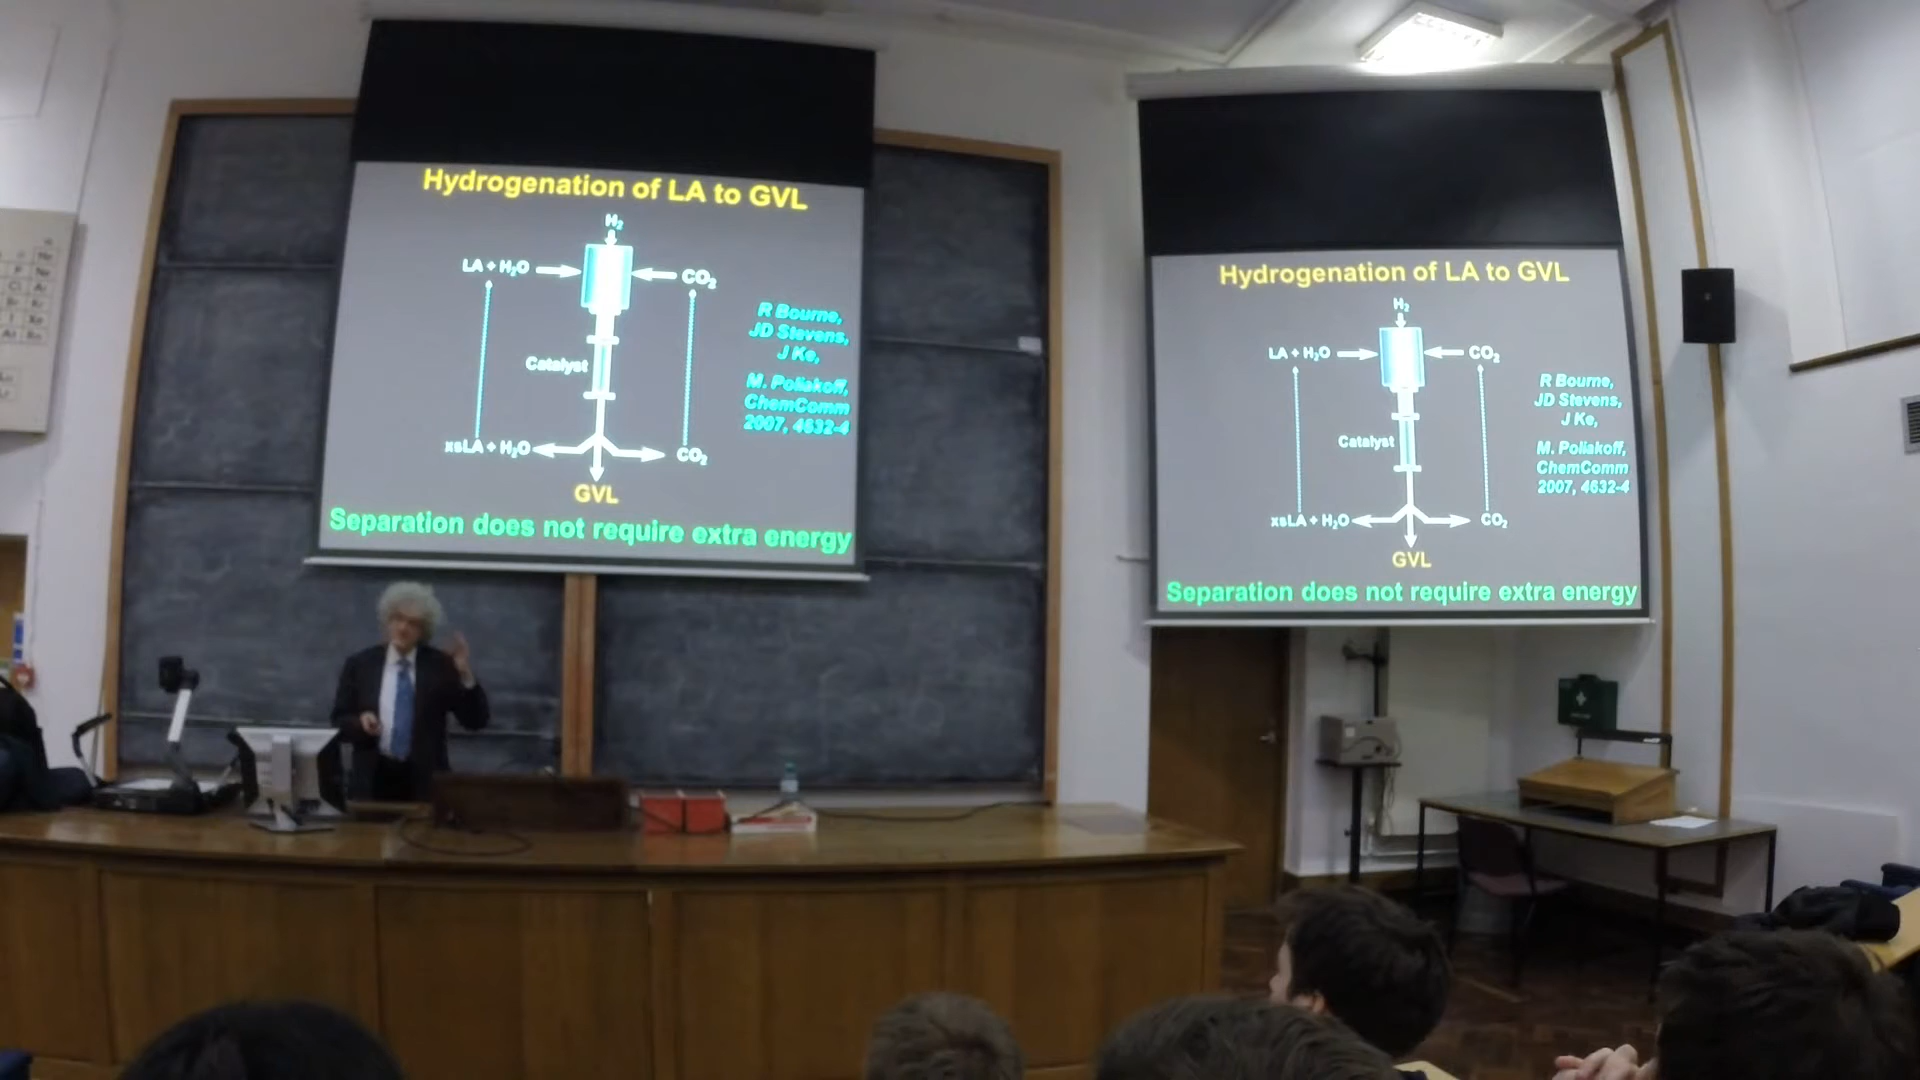 Hydrogenation of LA to GVL
H₂
LA + H₂O
CO₂
R Bourne,
JD Stevens,
J Ke,
Catalyst
M. Poliakoff,
ChemComm
2007, 4632-4
xsLA + H₂O
CO₂
GVL
Separation does not require extra energy
Hydrogenation of LA to GVL
H₂
LA + H₂O
CO₂
R Bourne,
JD Stevens,
J Ke,
Catalyst
M. Poliakoff,
ChemComm
2007, 4632-4
xsLA + H₂O
CO₂
GVL
Separation does not require extra energy